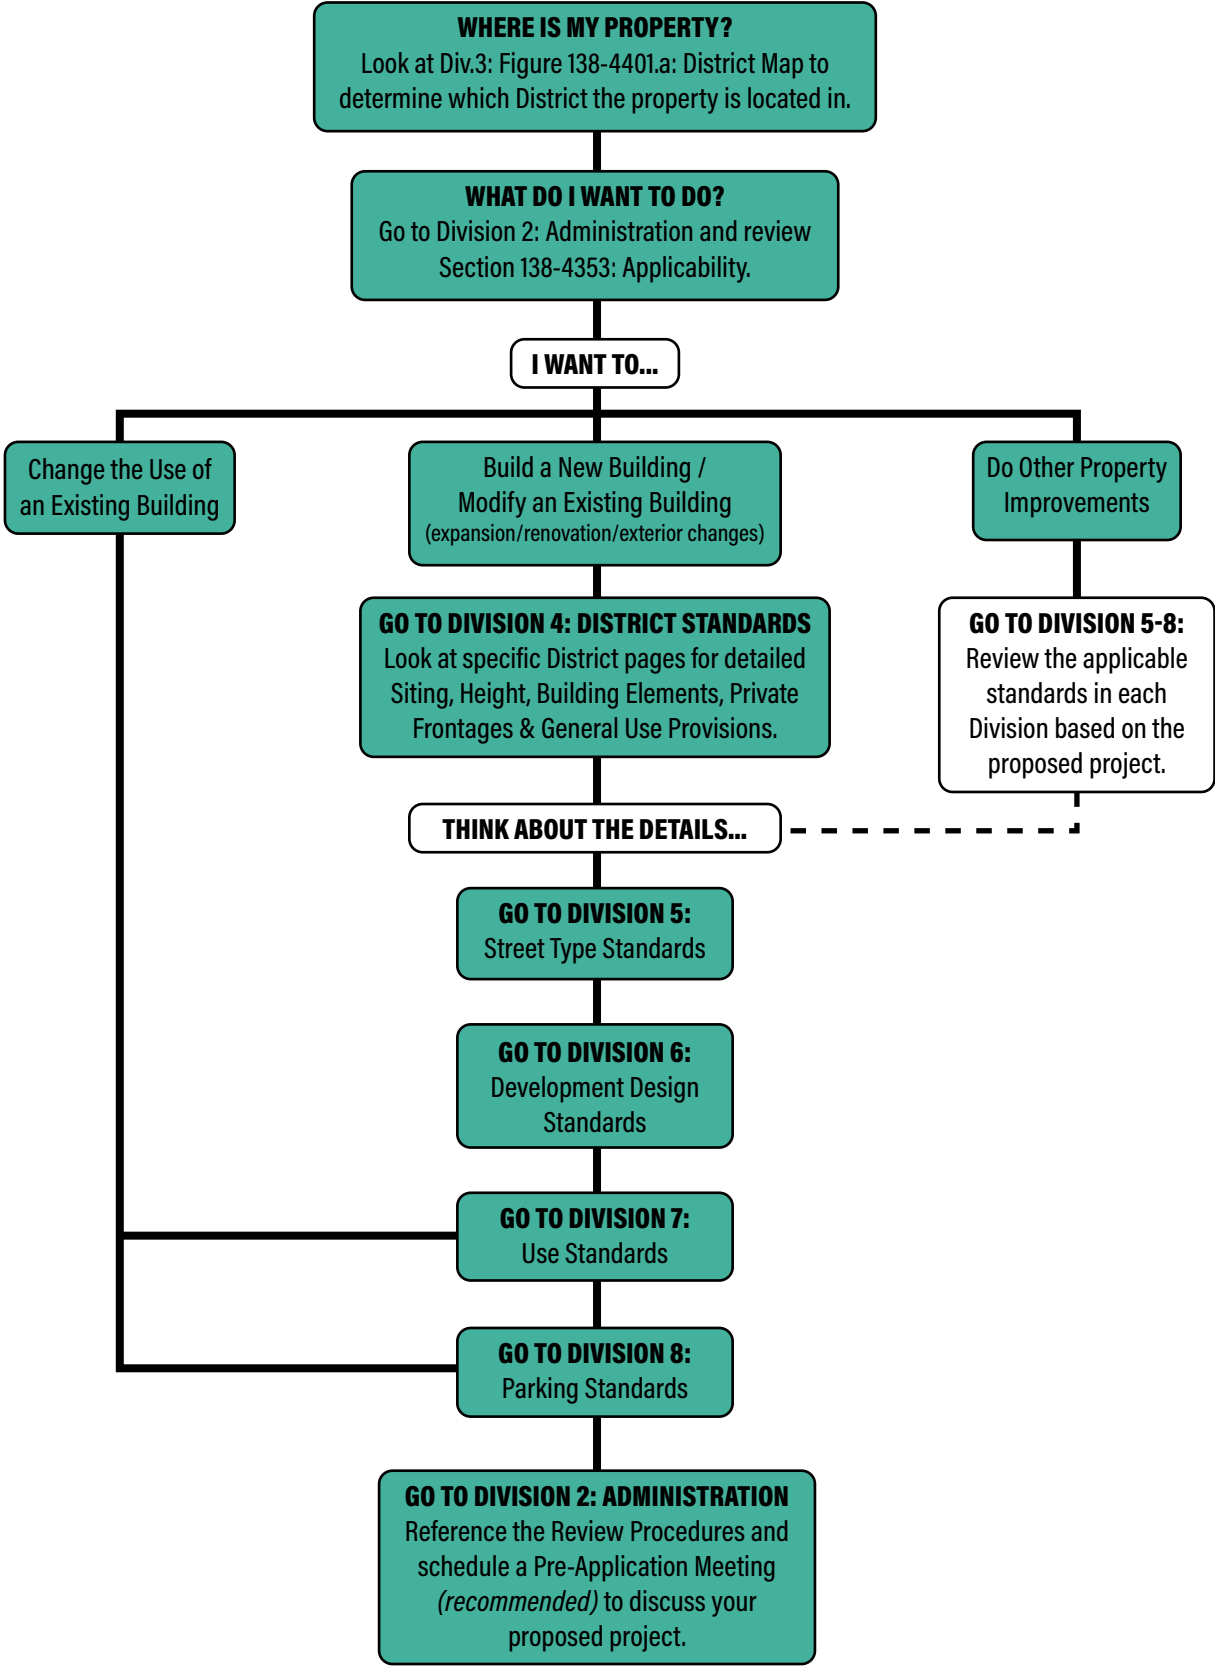 WHERE IS MY PROPERTY?
Look at Div.3: Figure 138-4401.a: District Map to
determine which District the property is located in.
WHAT DO I WANT TO DO?
Go to Division 2: Administration and review
Section 138-4353: Applicability.
I WANT TO...
Change the Use of
an Existing Building
Build a New Building /
Modify an Existing Building
(expansion/renovation/exterior changes)
Do Other Property
Improvements
GO TO DIVISION 4: DISTRICT STANDARDS
Look at specific District pages for detailed
Siting, Height, Building Elements, Private
Frontages & General Use Provisions.
GO TO DIVISION 5-8:
Review the applicable
standards in each
Division based on the
proposed project.
THINK ABOUT THE DETAILS...
GO TO DIVISION 5:
Street Type Standards
GO TO DIVISION 6:
Development Design
Standards
GO TO DIVISION 7:
Use Standards
GO TO DIVISION 8:
Parking Standards
GO TO DIVISION 2: ADMINISTRATION
Reference the Review Procedures and
schedule a Pre-Application Meeting
(recommended) to discuss your
proposed project.